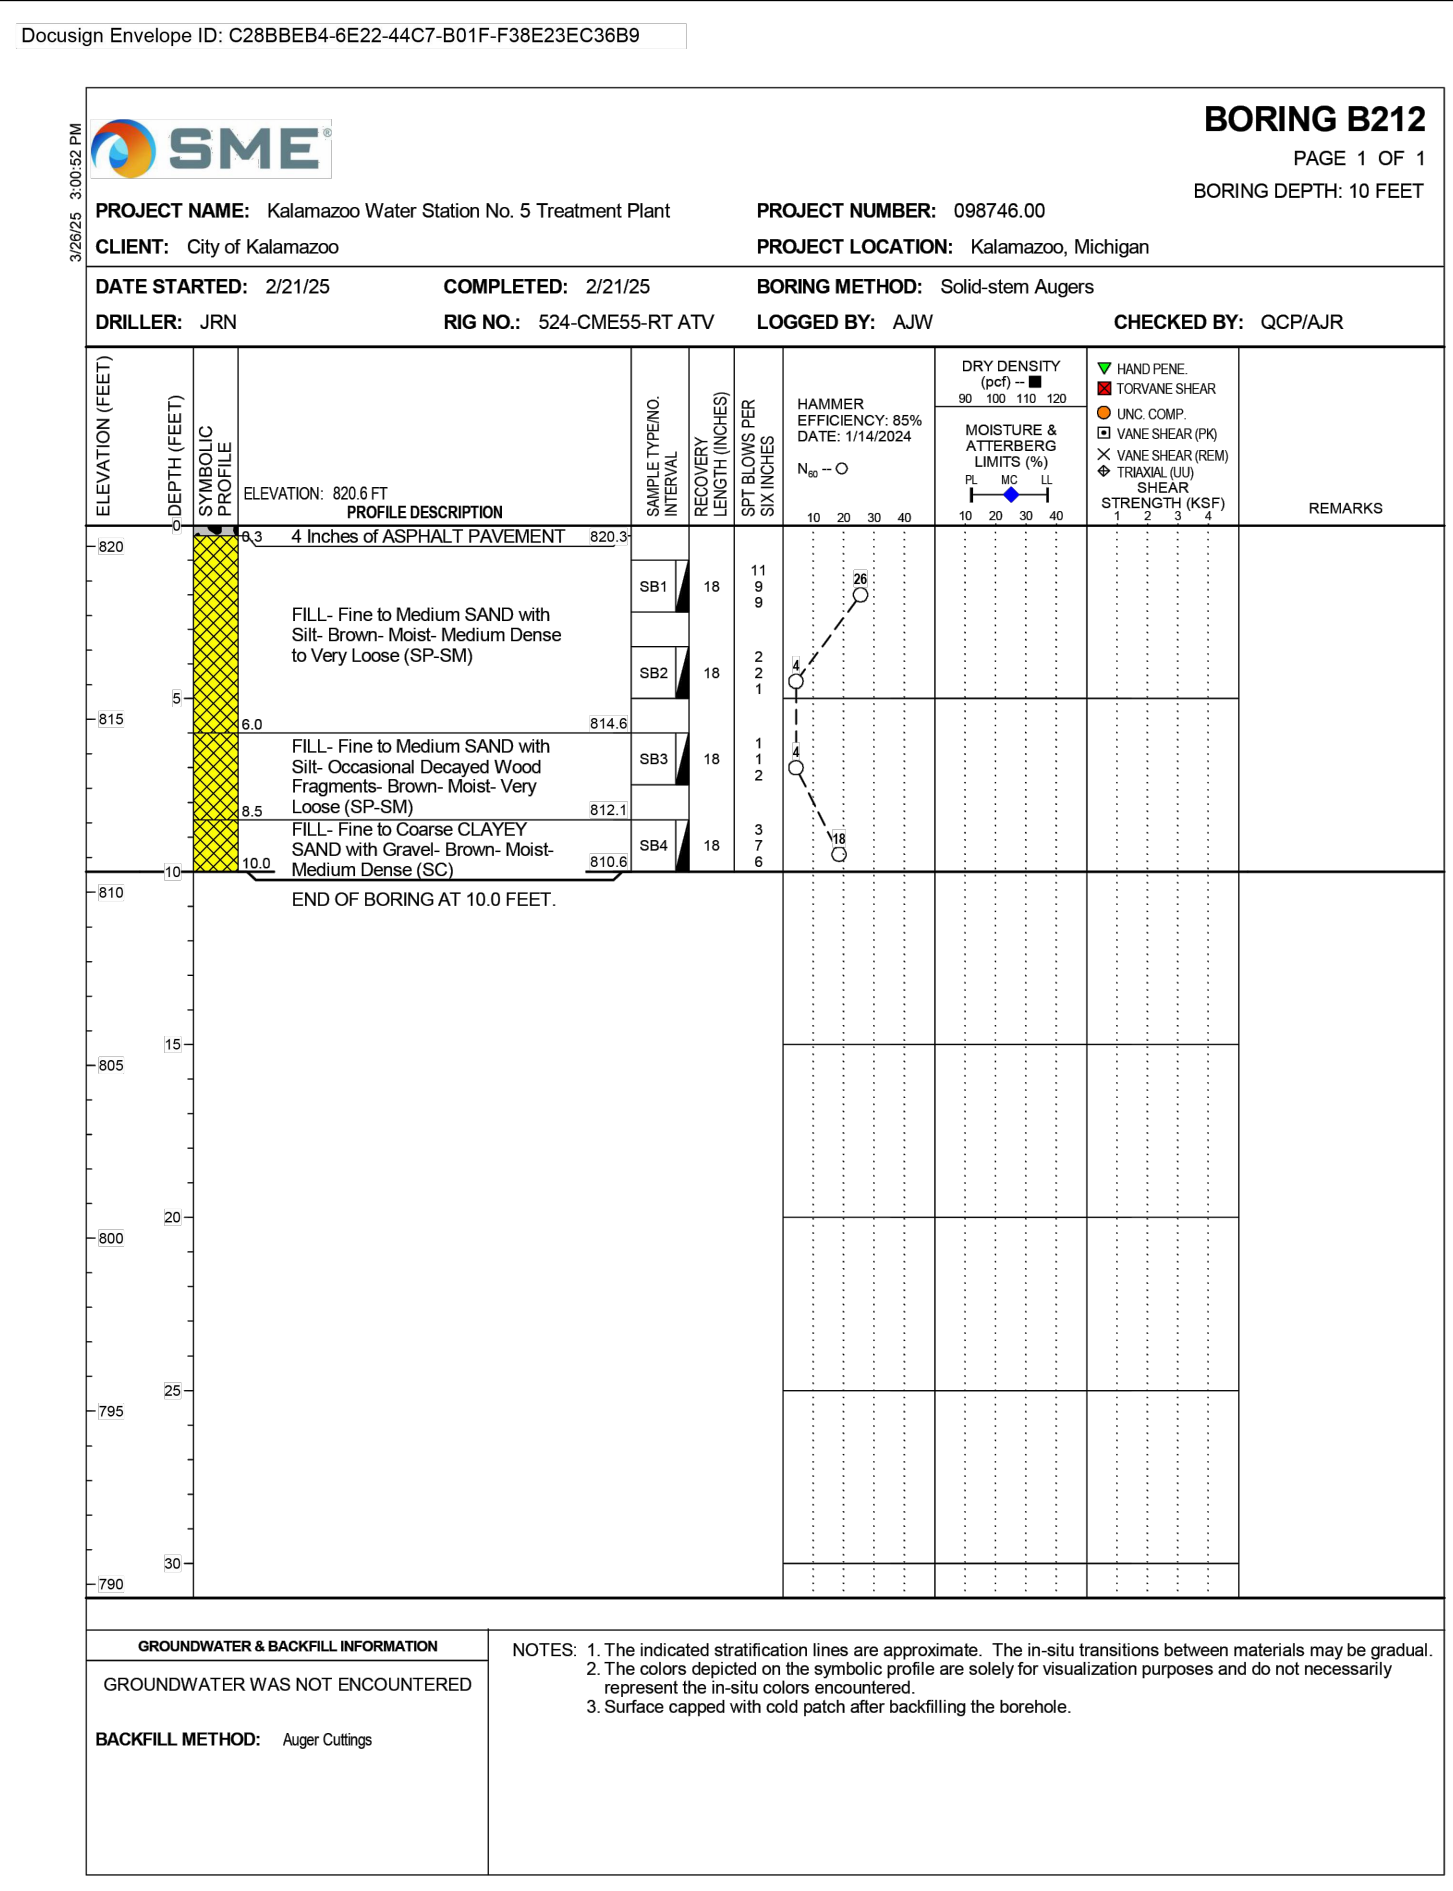 Docusign Envelope ID: C28BBEB4-6E22-44C7-B01F-F38E23EC36B9
3/26/25 3:00:52 PM
SME®
BORING B212
PAGE 1 OF 1
BORING DEPTH: 10 FEET
PROJECT NAME: Kalamazoo Water Station No. 5 Treatment Plant
PROJECT NUMBER: 098746.00
CLIENT: City of Kalamazoo
PROJECT LOCATION: Kalamazoo, Michigan
DATE STARTED: 2/21/25
COMPLETED: 2/21/25
BORING METHOD: Solid-stem Augers
DRILLER: JRN
RIG NO.: 524-CME55-RT ATV
LOGGED BY: AJW
CHECKED BY: QCP/AJR
ELEVATION (FEET)
DEPTH (FEET)
SYMBOLIC
PROFILE
ELEVATION: 820.6 FT
PROFILE DESCRIPTION
SAMPLE TYPE/NO.
INTERVAL
RECOVERY
LENGTH (INCHES)
SPT BLOWS PER
SIX INCHES
HAMMER
EFFICIENCY: 85%
DATE: 1/14/2024
N60 -- O
10 20 30 40
DRY DENSITY
(pcf) -- ■
90 100 110 120
MOISTURE &
ATTERBERG
LIMITS (%)
PL MC LL
10 20 30 40
HAND PENE.
TORVANE SHEAR
UNC. COMP.
VANE SHEAR (PK)
VANE SHEAR (REM)
TRIAXIAL (UU)
SHEAR
STRENGTH (KSF)
1 2 3 4
REMARKS
0
0.3 4 Inches of ASPHALT PAVEMENT 820.3
820
SB1 18
11
9
9
26
FILL- Fine to Medium SAND with
Silt- Brown- Moist- Medium Dense
to Very Loose (SP-SM)
SB2 18
2
2
1
4
5
815
6.0 814.6
FILL- Fine to Medium SAND with
Silt- Occasional Decayed Wood
Fragments- Brown- Moist- Very
Loose (SP-SM)
SB3 18
1
1
2
4
8.5 812.1
FILL- Fine to Coarse CLAYEY
SAND with Gravel- Brown- Moist-
Medium Dense (SC)
SB4 18
3
7
6
18
10.0 810.6
10
END OF BORING AT 10.0 FEET.
810
15
805
20
800
25
795
30
790
GROUNDWATER & BACKFILL INFORMATION
GROUNDWATER WAS NOT ENCOUNTERED
BACKFILL METHOD: Auger Cuttings
NOTES: 1. The indicated stratification lines are approximate. The in-situ transitions between materials may be gradual.
2. The colors depicted on the symbolic profile are solely for visualization purposes and do not necessarily
represent the in-situ colors encountered.
3. Surface capped with cold patch after backfilling the borehole.